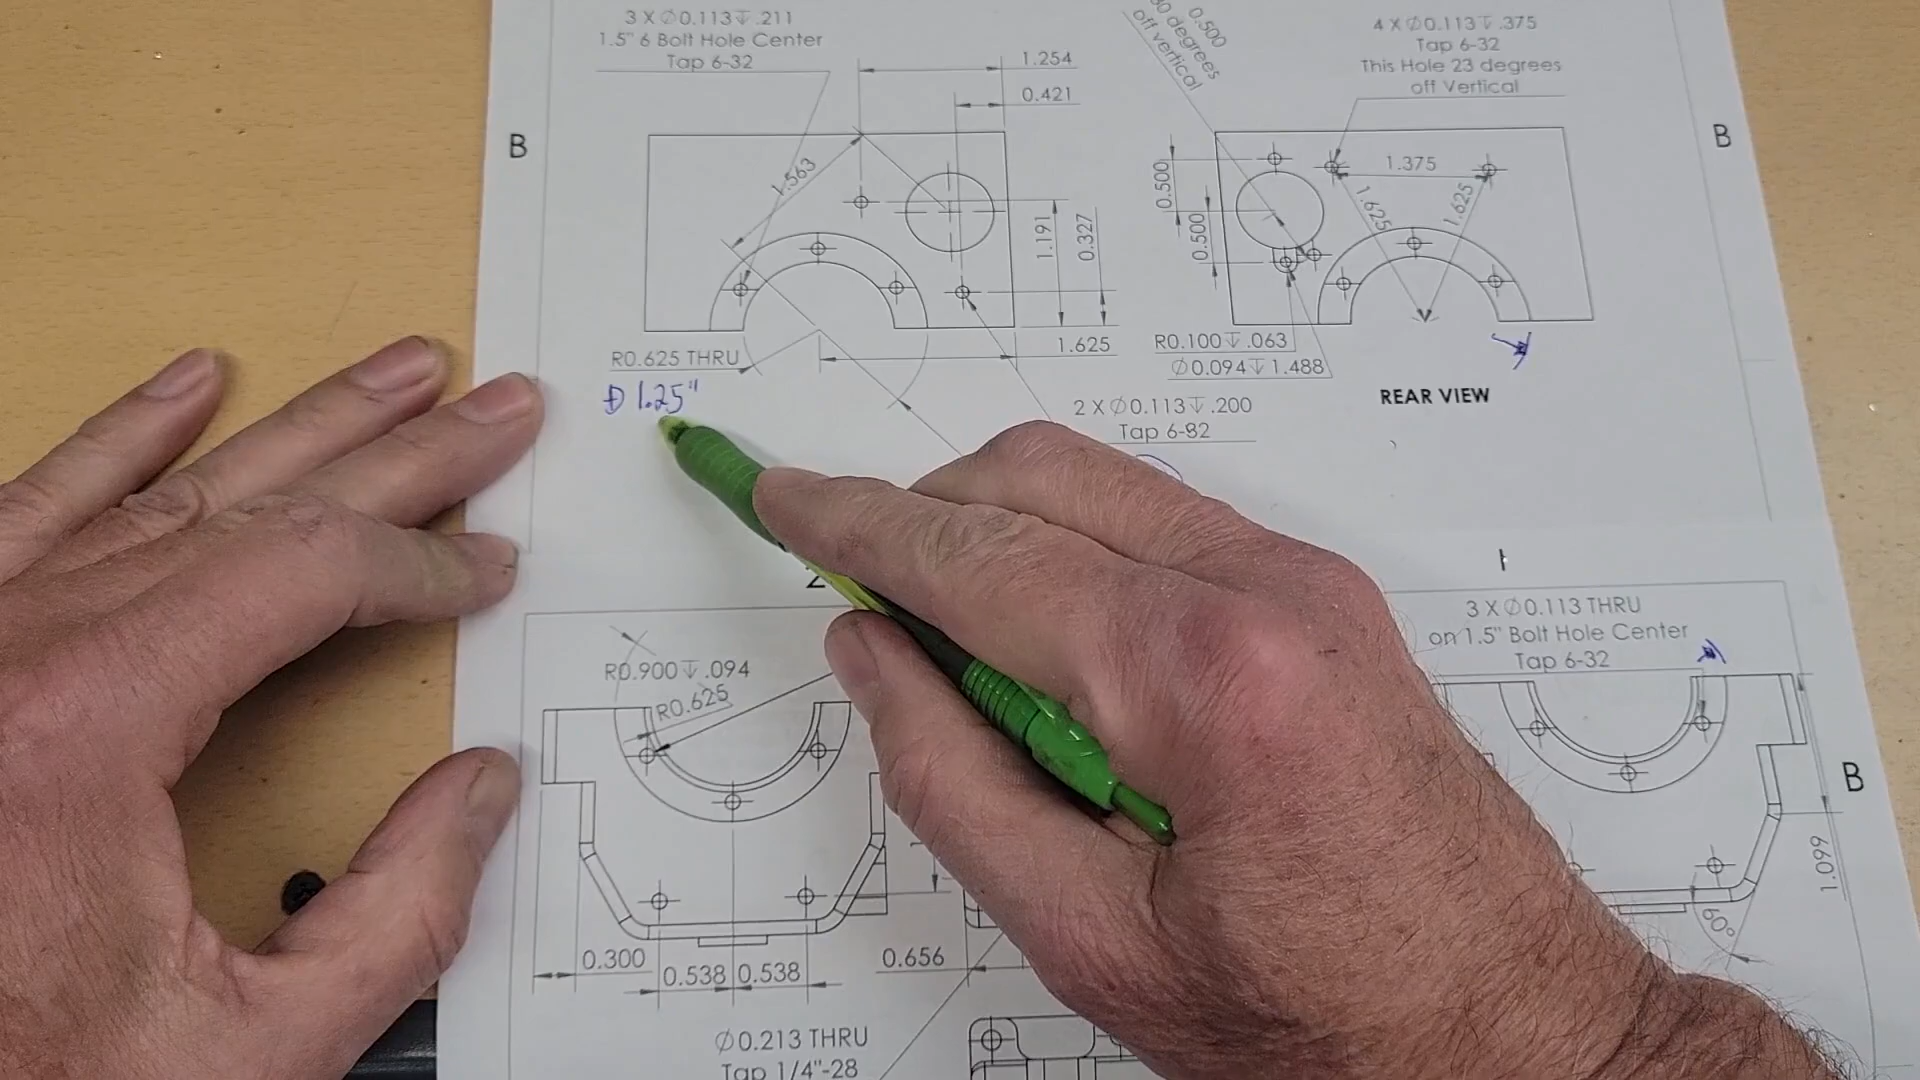 3 X Ø0.113↧.211
1.5" 6 Bolt Hole Center
Tap 6-32
1.254
0.421
1.563
1.191
0.327
1.625
R0.625 THRU
Ð 1.25"
2 X Ø0.113↧.200
Tap 6-82
0.500
degrees
off vertical
4 X Ø0.113↧.375
Tap 6-32
This Hole 23 degrees
off Vertical
1.375
1.625
1.625
0.500
0.500
R0.100↧.063
Ø0.094↧1.488
REAR VIEW
B
B
2
1
R0.900↧.094
R0.625
0.300
0.538
0.538
0.656
Ø0.213 THRU
Tap 1/4"-28
3 X Ø0.113 THRU
on 1.5" Bolt Hole Center
Tap 6-32
1.099
60°
B